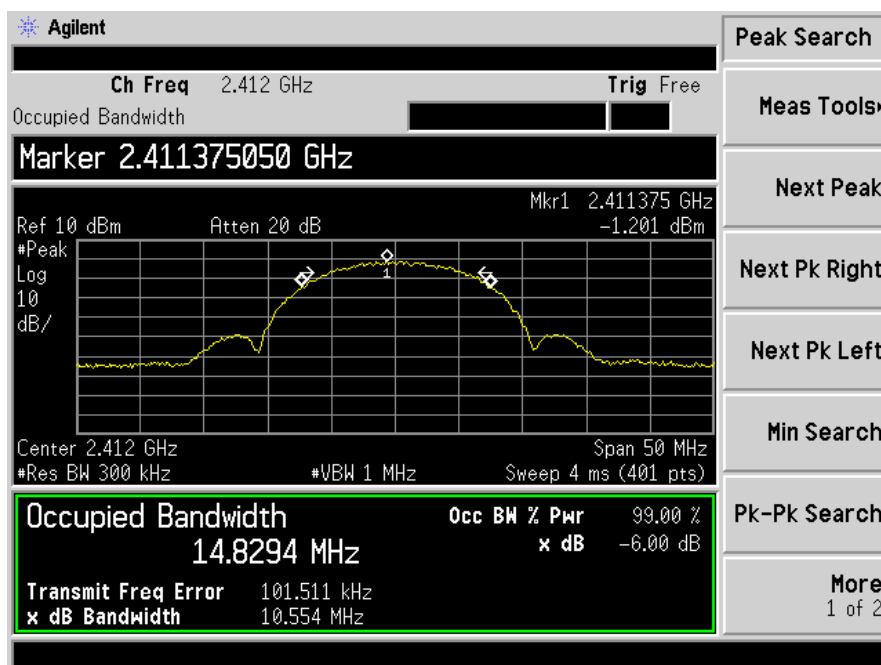 Agilent
Peak Search
Ch Freq 2.412 GHz Trig Free
Occupied Bandwidth
Meas Tools
Marker 2.411375050 GHz
Mkr1 2.411375 GHz
Ref 10 dBm Atten 20 dB -1.201 dBm
#Peak
Log
10
dB/
1
Next Peak
Next Pk Right
Next Pk Left
Center 2.412 GHz Span 50 MHz
#Res BW 300 kHz #VBW 1 MHz Sweep 4 ms (401 pts)
Min Search
Occupied Bandwidth Occ BW % Pwr 99.00 %
14.8294 MHz x dB -6.00 dB
Transmit Freq Error 101.511 kHz
x dB Bandwidth 10.554 MHz
Pk-Pk Search
More
1 of 2